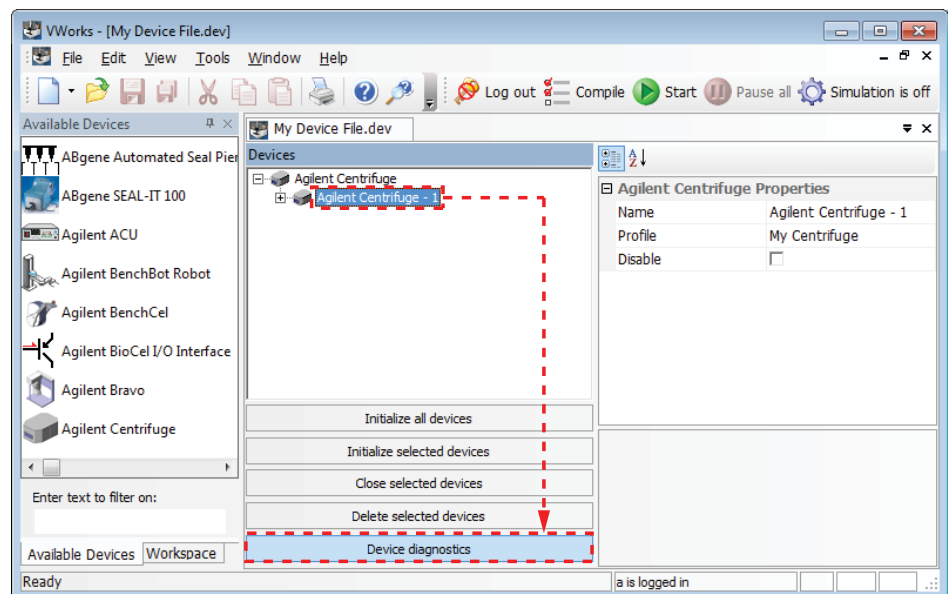 VWorks - [My Device File.dev]
File Edit View Tools Window Help
Log out Compile Start Pause all Simulation is off
Available Devices
ABgene Automated Seal Pier
ABgene SEAL-IT 100
Agilent ACU
Agilent BenchBot Robot
Agilent BenchCel
Agilent BioCel I/O Interface
Agilent Bravo
Agilent Centrifuge
Enter text to filter on:
Available Devices Workspace
My Device File.dev
Devices
Agilent Centrifuge
Agilent Centrifuge - 1
Initialize all devices
Initialize selected devices
Close selected devices
Delete selected devices
Device diagnostics
Agilent Centrifuge Properties
Name Agilent Centrifuge - 1
Profile My Centrifuge
Disable
Ready
a is logged in